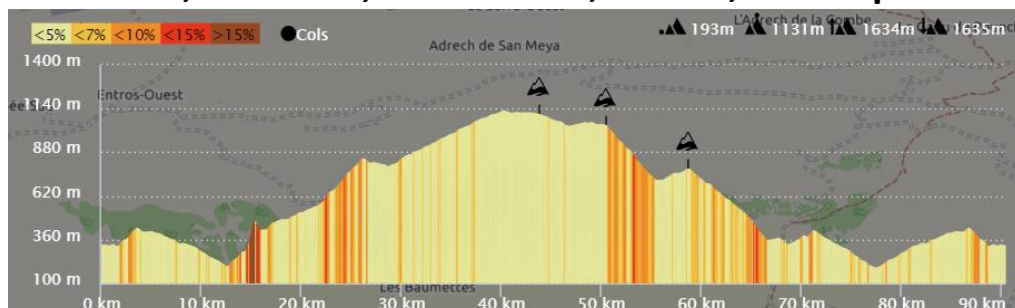 <5% <7% <10% <15% >15% Cols
193m 1131m 1634m 1635m
L'Adrech de la Combe
Adrech de San Meya
1400 m
Entros-Ouest
1140 m
880 m
620 m
360 m
100 m
Les Baumettes
0 km 10 km 20 km 30 km 40 km 50 km 60 km 70 km 80 km 90 km